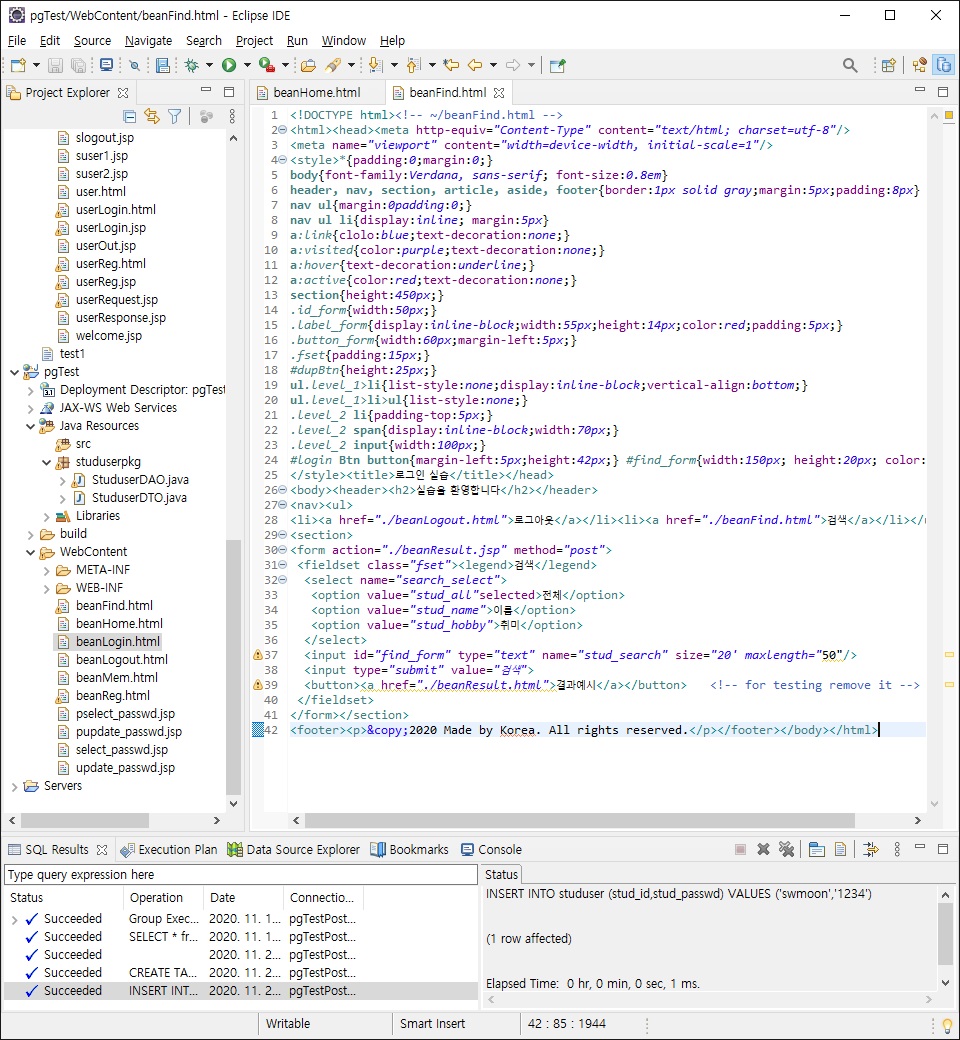 pgTest/WebContent/beanFind.html - Eclipse IDE
File Edit Source Navigate Search Project Run Window Help
Project Explorer
slogout.jsp
suser1.jsp
suser2.jsp
user.html
userLogin.html
userLogin.jsp
userOut.jsp
userReg.html
userReg.jsp
userRequest.jsp
userResponse.jsp
welcome.jsp
test1
pgTest
Deployment Descriptor: pgTest
JAX-WS Web Services
Java Resources
src
studuserpkg
StuduserDAO.java
StuduserDTO.java
Libraries
build
WebContent
META-INF
WEB-INF
beanFind.html
beanHome.html
beanLogin.html
beanLogout.html
beanMem.html
beanReg.html
pselect_passwd.jsp
pupdate_passwd.jsp
select_passwd.jsp
update_passwd.jsp
Servers
beanHome.html beanFind.html
1 <!DOCTYPE html><!-- ~/beanFind.html -->
2 <html><head><meta http-equiv="Content-Type" content="text/html; charset=utf-8"/>
3 <meta name="viewport" content="width=device-width, initial-scale=1"/>
4 <style>*{padding:0;margin:0;}
5 body{font-family:Verdana, sans-serif; font-size:0.8em}
6 header, nav, section, article, aside, footer{border:1px solid gray;margin:5px;padding:8px}
7 nav ul{margin:0padding:0;}
8 nav ul li{display:inline; margin:5px}
9 a:link{clolo:blue;text-decoration:none;}
10 a:visited{color:purple;text-decoration:none;}
11 a:hover{text-decoration:underline;}
12 a:active{color:red;text-decoration:none;}
13 section{height:450px;}
14 .id_form{width:50px;}
15 .label_form{display:inline-block;width:55px;height:14px;color:red;padding:5px;}
16 .button_form{width:60px;margin-left:5px;}
17 .fset{padding:15px;}
18 #dupBtn{height:25px;}
19 ul.level_1>li{list-style:none;display:inline-block;vertical-align:bottom;}
20 ul.level_1>li>ul{list-style:none;}
21 .level_2 li{padding-top:5px;}
22 .level_2 span{display:inline-block;width:70px;}
23 .level_2 input{width:100px;}
24 #login Btn button{margin-left:5px;height:42px;} #find_form{width:150px; height:20px; color:
25 </style><title>로그인 실습</title></head>
26 <body><header><h2>실습을 환영합니다</h2></header>
27 <nav><ul>
28 <li><a href="./beanLogout.html">로그아웃</a></li><li><a href="./beanFind.html">검색</a></li></u
29 <section>
30 <form action="./beanResult.jsp" method="post">
31 <fieldset class="fset"><legend>검색</legend>
32 <select name="search_select">
33 <option value="stud_all"selected>전체</option>
34 <option value="stud_name">이름</option>
35 <option value="stud_hobby">취미</option>
36 </select>
37 <input id="find_form" type="text" name="stud_search" size="20' maxlength="50"/>
38 <input type="submit" value="검색">
39 <button><a href="./beanResult.html">결과예시</a></button> <!-- for testing remove it -->
40 </fieldset>
41 </form></section>
42 <footer><p>&copy;2020 Made by Korea. All rights reserved.</p></footer></body></html>
SQL Results Execution Plan Data Source Explorer Bookmarks Console
Type query expression here
Status Operation Date Connectio...
Succeeded Group Exec... 2020. 11. 1... pgTestPost...
Succeeded SELECT * fr... 2020. 11. 1... pgTestPost...
Succeeded 2020. 11. 2... pgTestPost...
Succeeded CREATE TA... 2020. 11. 2... pgTestPost...
Succeeded INSERT INT... 2020. 11. 2... pgTestPost...
Status
INSERT INTO studuser (stud_id,stud_passwd) VALUES ('swmoon','1234')
(1 row affected)
Elapsed Time: 0 hr, 0 min, 0 sec, 1 ms.
Writable Smart Insert 42 : 85 : 1944